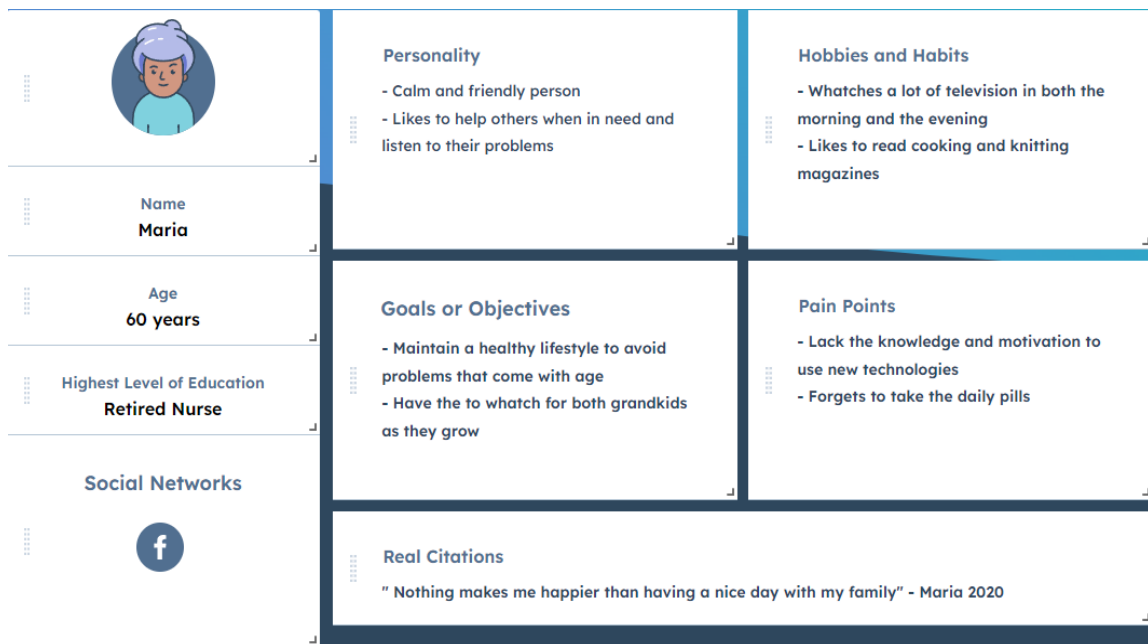 Name
Maria
Age
60 years
Highest Level of Education
Retired Nurse
Social Networks
f
Personality
- Calm and friendly person
- Likes to help others when in need and
listen to their problems
Hobbies and Habits
- Whatches a lot of television in both the
morning and the evening
- Likes to read cooking and knitting
magazines
Goals or Objectives
- Maintain a healthy lifestyle to avoid
problems that come with age
- Have the to whatch for both grandkids
as they grow
Pain Points
- Lack the knowledge and motivation to
use new technologies
- Forgets to take the daily pills
Real Citations
" Nothing makes me happier than having a nice day with my family" - Maria 2020